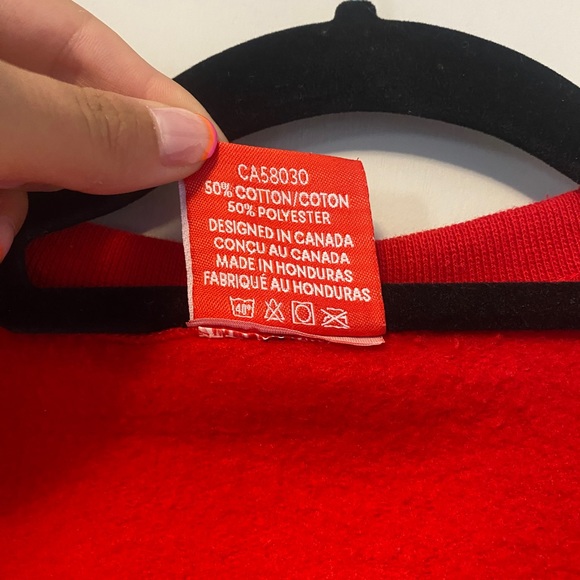 CA58030
50% COTTON/COTON
50% POLYESTER
DESIGNED IN CANADA
CONÇU AU CANADA
MADE IN HONDURAS
FABRIQUÉ AU HONDURAS
40°